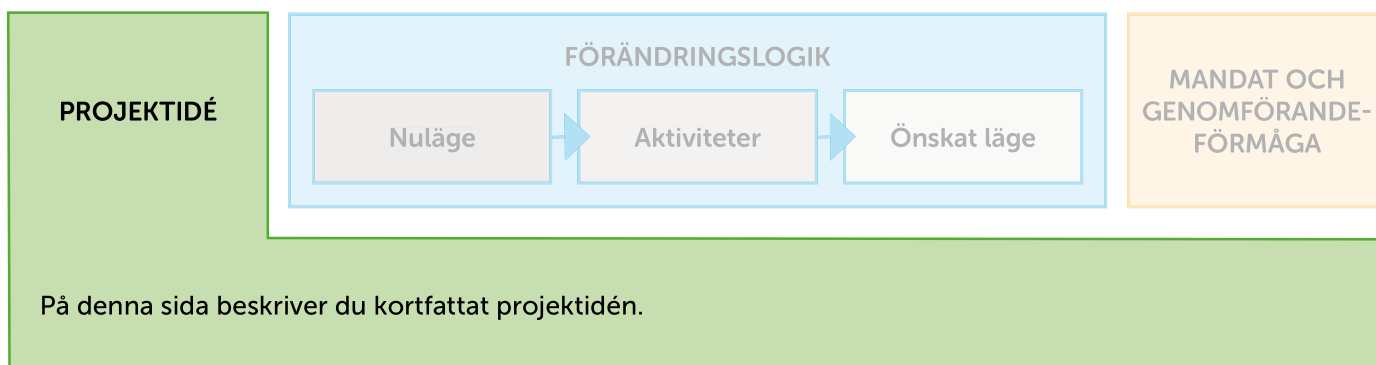 PROJEKTIDÉ
FÖRÄNDRINGSLOGIK
Nuläge
Aktiviteter
Önskat läge
MANDAT OCH
GENOMFÖRANDE-
FÖRMÅGA
På denna sida beskriver du kortfattat projektidén.